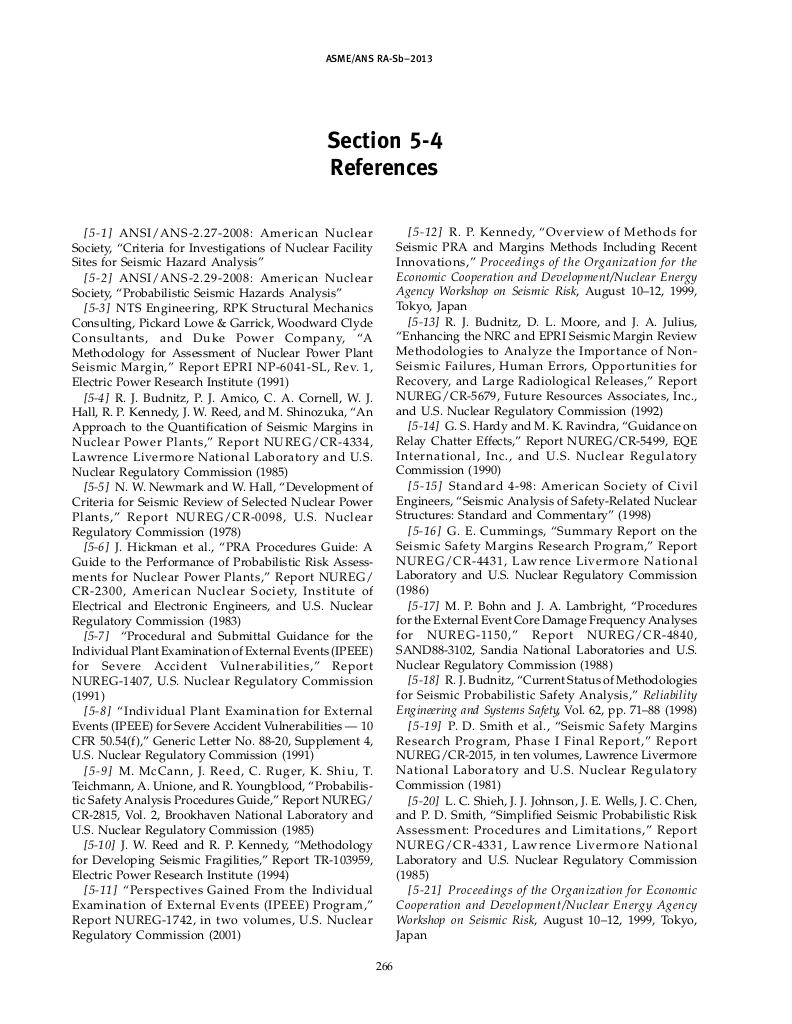 ASME/ANS RA-Sb–2013
Section 5-4
References
[5-1] ANSI/ANS-2.27-2008: American Nuclear
Society, “Criteria for Investigations of Nuclear Facility
Sites for Seismic Hazard Analysis”
[5-2] ANSI/ANS-2.29-2008: American Nuclear
Society, “Probabilistic Seismic Hazards Analysis”
[5-3] NTS Engineering, RPK Structural Mechanics
Consulting, Pickard Lowe & Garrick, Woodward Clyde
Consultants, and Duke Power Company, “A
Methodology for Assessment of Nuclear Power Plant
Seismic Margin,” Report EPRI NP-6041-SL, Rev. 1,
Electric Power Research Institute (1991)
[5-4] R. J. Budnitz, P. J. Amico, C. A. Cornell, W. J.
Hall, R. P. Kennedy, J. W. Reed, and M. Shinozuka, “An
Approach to the Quantification of Seismic Margins in
Nuclear Power Plants,” Report NUREG/CR-4334,
Lawrence Livermore National Laboratory and U.S.
Nuclear Regulatory Commission (1985)
[5-5] N. W. Newmark and W. Hall, “Development of
Criteria for Seismic Review of Selected Nuclear Power
Plants,” Report NUREG/CR-0098, U.S. Nuclear
Regulatory Commission (1978)
[5-6] J. Hickman et al., “PRA Procedures Guide: A
Guide to the Performance of Probabilistic Risk Assess-
ments for Nuclear Power Plants,” Report NUREG/
CR-2300, American Nuclear Society, Institute of
Electrical and Electronic Engineers, and U.S. Nuclear
Regulatory Commission (1983)
[5-7] “Procedural and Submittal Guidance for the
Individual Plant Examination of External Events (IPEEE)
for Severe Accident Vulnerabilities,” Report
NUREG-1407, U.S. Nuclear Regulatory Commission
(1991)
[5-8] “Individual Plant Examination for External
Events (IPEEE) for Severe Accident Vulnerabilities — 10
CFR 50.54(f),” Generic Letter No. 88-20, Supplement 4,
U.S. Nuclear Regulatory Commission (1991)
[5-9] M. McCann, J. Reed, C. Ruger, K. Shiu, T.
Teichmann, A. Unione, and R. Youngblood, “Probabilis-
tic Safety Analysis Procedures Guide,” Report NUREG/
CR-2815, Vol. 2, Brookhaven National Laboratory and
U.S. Nuclear Regulatory Commission (1985)
[5-10] J. W. Reed and R. P. Kennedy, “Methodology
for Developing Seismic Fragilities,” Report TR-103959,
Electric Power Research Institute (1994)
[5-11] “Perspectives Gained From the Individual
Examination of External Events (IPEEE) Program,”
Report NUREG-1742, in two volumes, U.S. Nuclear
Regulatory Commission (2001)
[5-12] R. P. Kennedy, “Overview of Methods for
Seismic PRA and Margins Methods Including Recent
Innovations,” Proceedings of the Organization for the
Economic Cooperation and Development/Nuclear Energy
Agency Workshop on Seismic Risk, August 10–12, 1999,
Tokyo, Japan
[5-13] R. J. Budnitz, D. L. Moore, and J. A. Julius,
“Enhancing the NRC and EPRI Seismic Margin Review
Methodologies to Analyze the Importance of Non-
Seismic Failures, Human Errors, Opportunities for
Recovery, and Large Radiological Releases,” Report
NUREG/CR-5679, Future Resources Associates, Inc.,
and U.S. Nuclear Regulatory Commission (1992)
[5-14] G. S. Hardy and M. K. Ravindra, “Guidance on
Relay Chatter Effects,” Report NUREG/CR-5499, EQE
International, Inc., and U.S. Nuclear Regulatory
Commission (1990)
[5-15] Standard 4-98: American Society of Civil
Engineers, “Seismic Analysis of Safety-Related Nuclear
Structures: Standard and Commentary” (1998)
[5-16] G. E. Cummings, “Summary Report on the
Seismic Safety Margins Research Program,” Report
NUREG/CR-4431, Lawrence Livermore National
Laboratory and U.S. Nuclear Regulatory Commission
(1986)
[5-17] M. P. Bohn and J. A. Lambright, “Procedures
for the External Event Core Damage Frequency Analyses
for NUREG-1150,” Report NUREG/CR-4840,
SAND88-3102, Sandia National Laboratories and U.S.
Nuclear Regulatory Commission (1988)
[5-18] R. J. Budnitz, “Current Status of Methodologies
for Seismic Probabilistic Safety Analysis,” Reliability
Engineering and Systems Safety, Vol. 62, pp. 71–88 (1998)
[5-19] P. D. Smith et al., “Seismic Safety Margins
Research Program, Phase I Final Report,” Report
NUREG/CR-2015, in ten volumes, Lawrence Livermore
National Laboratory and U.S. Nuclear Regulatory
Commission (1981)
[5-20] L. C. Shieh, J. J. Johnson, J. E. Wells, J. C. Chen,
and P. D. Smith, “Simplified Seismic Probabilistic Risk
Assessment: Procedures and Limitations,” Report
NUREG/CR-4331, Lawrence Livermore National
Laboratory and U.S. Nuclear Regulatory Commission
(1985)
[5-21] Proceedings of the Organization for Economic
Cooperation and Development/Nuclear Energy Agency
Workshop on Seismic Risk, August 10–12, 1999, Tokyo,
Japan
266